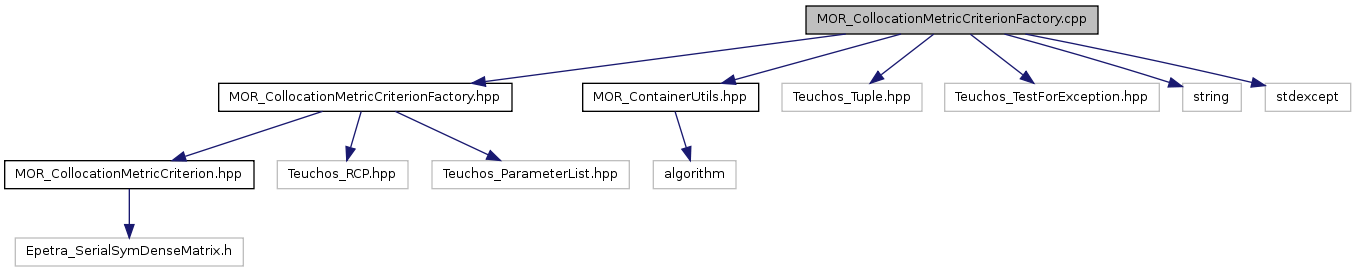 MOR_CollocationMetricCriterionFactory.cpp
MOR_CollocationMetricCriterionFactory.hpp
MOR_ContainerUtils.hpp
Teuchos_Tuple.hpp
Teuchos_TestForException.hpp
string
stdexcept
MOR_CollocationMetricCriterion.hpp
Teuchos_RCP.hpp
Teuchos_ParameterList.hpp
algorithm
Epetra_SerialSymDenseMatrix.h